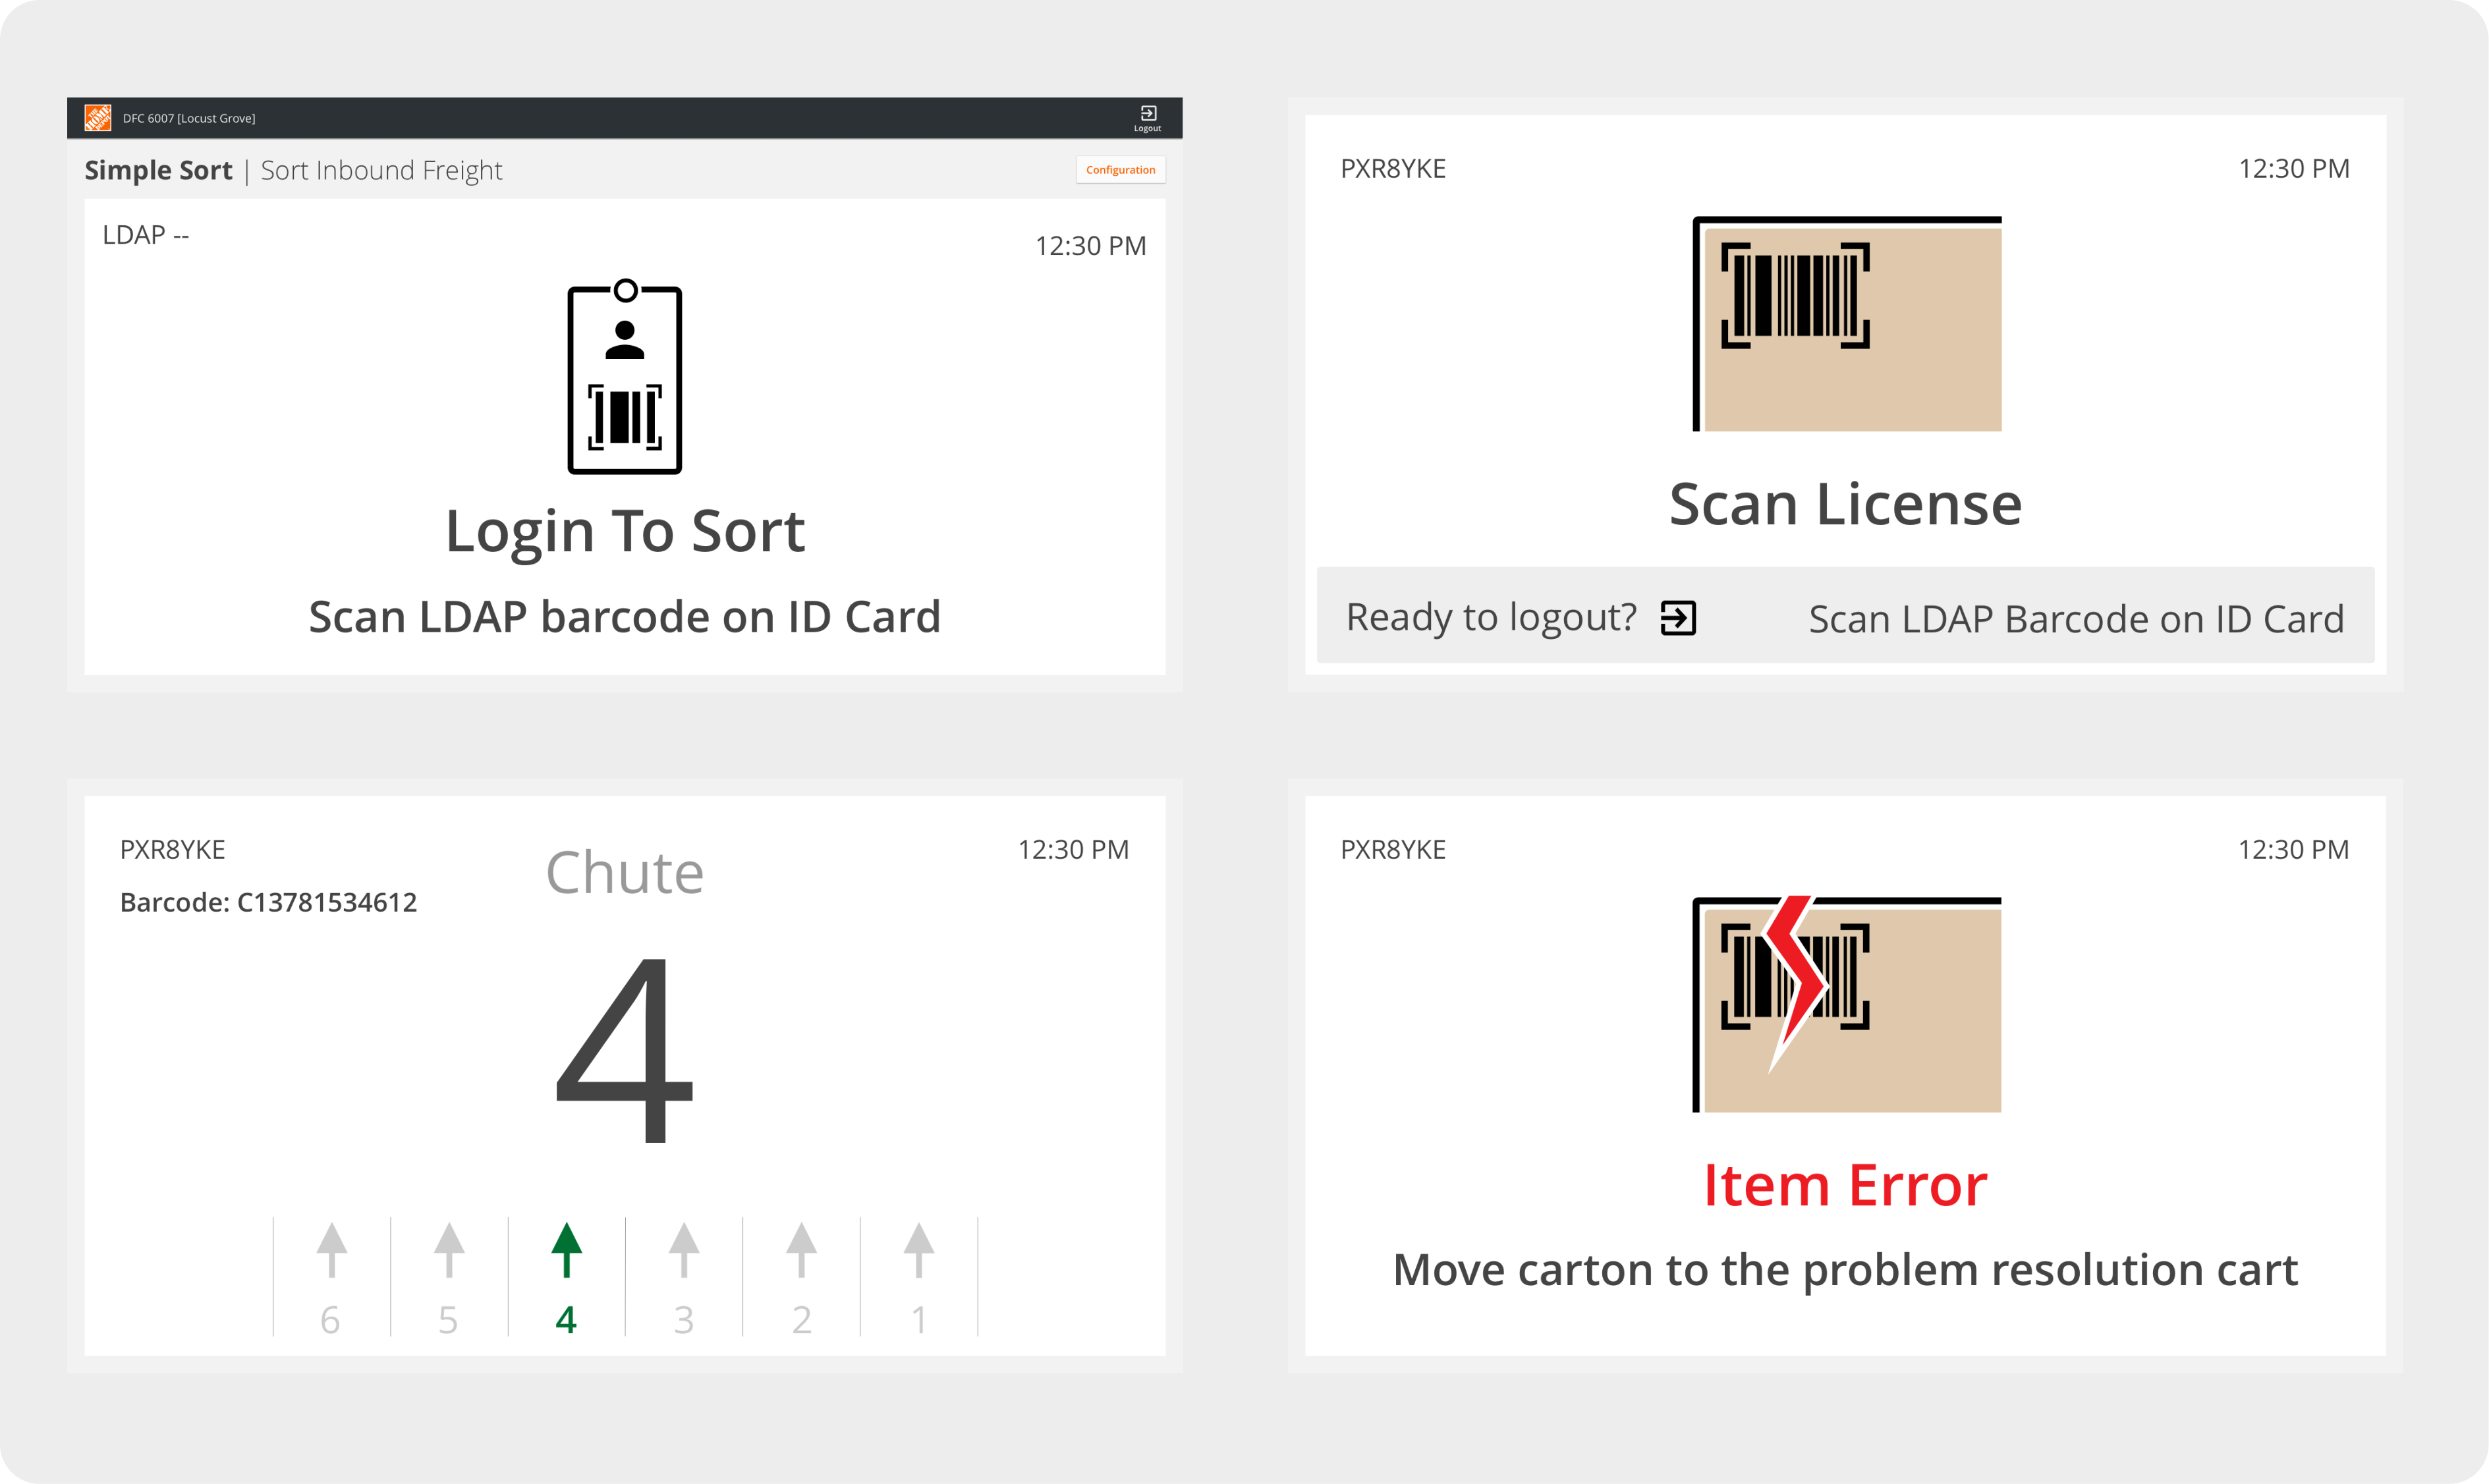 THE HOME DEPOT
DFC 6007 [Locust Grove]
Logout
Simple Sort | Sort Inbound Freight
Configuration
LDAP --
12:30 PM
Login To Sort
Scan LDAP barcode on ID Card
PXR8YKE
12:30 PM
Scan License
Ready to logout?
Scan LDAP Barcode on ID Card
PXR8YKE
12:30 PM
Barcode: C13781534612
Chute
4
6 5 4 3 2 1
PXR8YKE
12:30 PM
Item Error
Move carton to the problem resolution cart